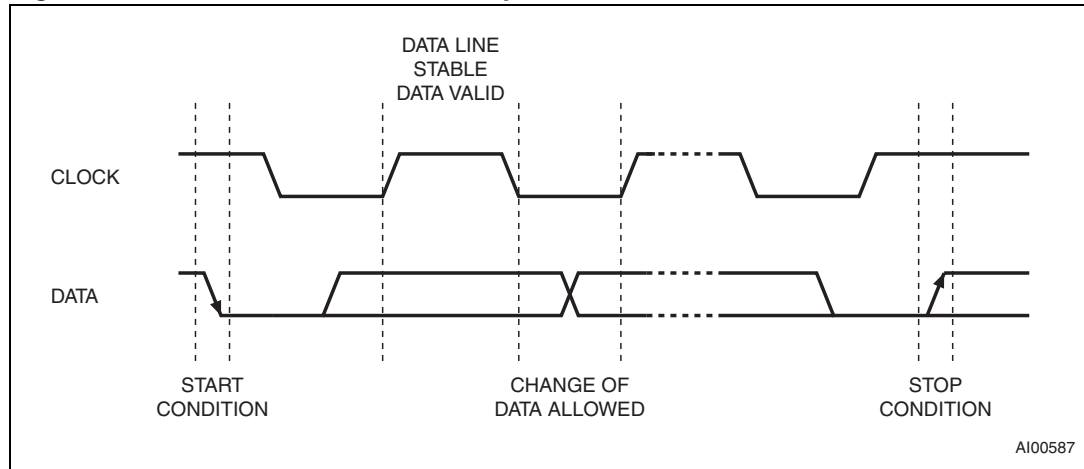 DATA LINE
STABLE
DATA VALID
CLOCK
DATA
START
CONDITION
CHANGE OF
DATA ALLOWED
STOP
CONDITION
AI00587